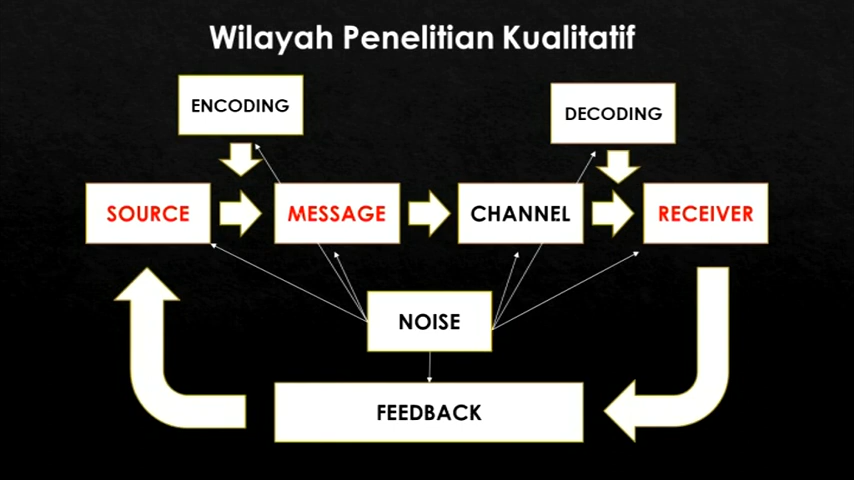 Wilayah Penelitian Kualitatif
ENCODING
DECODING
SOURCE
MESSAGE
CHANNEL
RECEIVER
NOISE
FEEDBACK